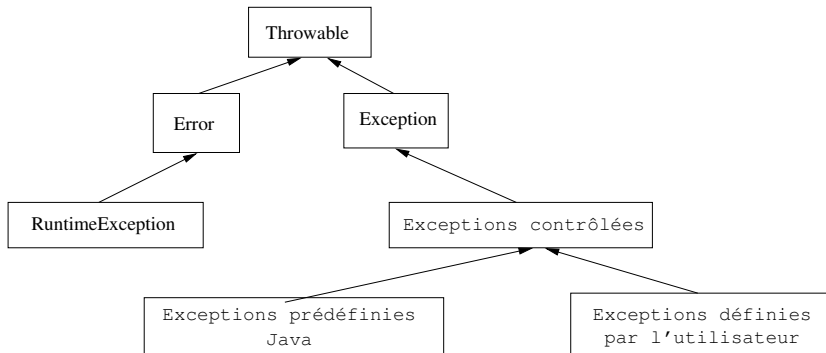 Throwable
Error
Exception
RuntimeException
Exceptions contrôlées
Exceptions prédéfinies
Java
Exceptions définies
par l'utilisateur